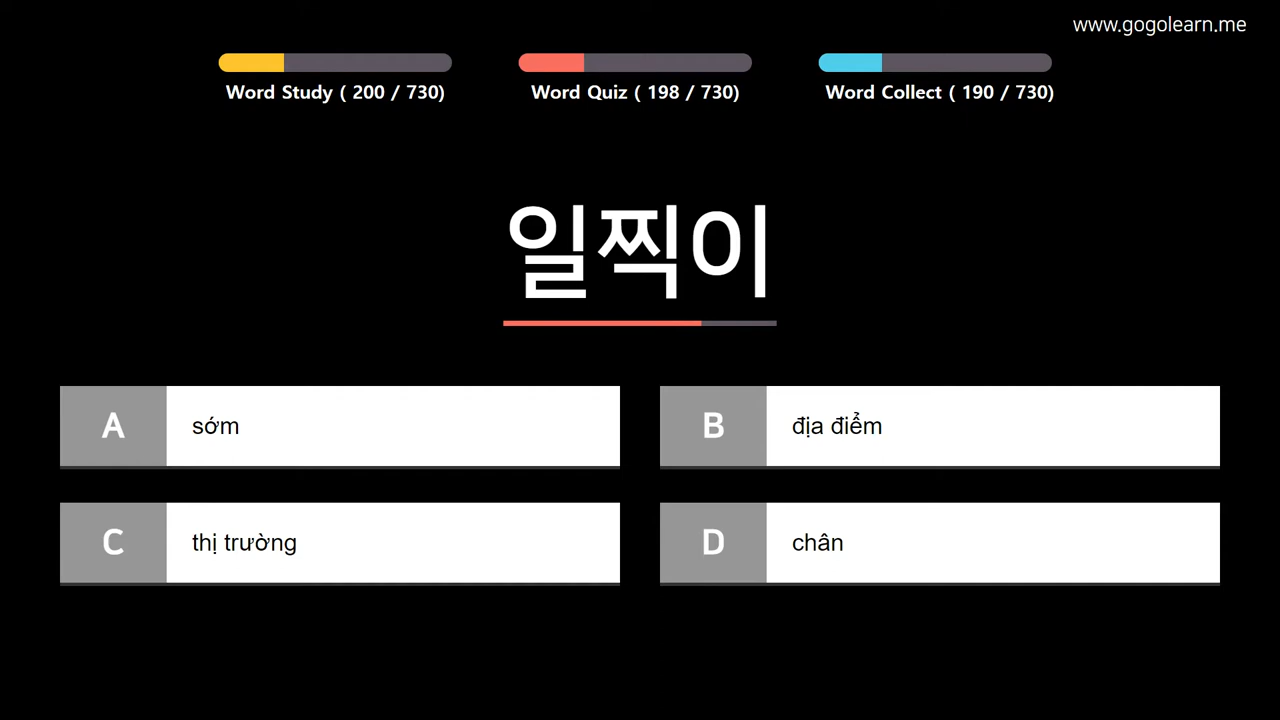 www.gogolearn.me
Word Study ( 200 / 730)
Word Quiz ( 198 / 730)
Word Collect ( 190 / 730)
일찍이
A
sớm
B
địa điểm
C
thị trường
D
chân